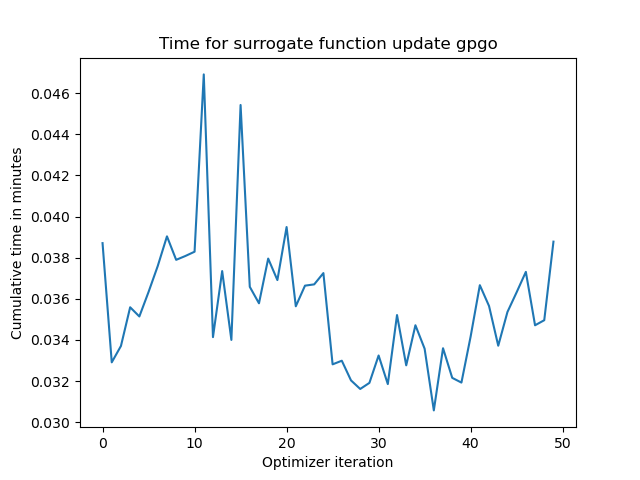 Time for surrogate function update gpgo
Cumulative time in minutes
0.046
0.044
0.042
0.040
0.038
0.036
0.034
0.032
0.030
0 10 20 30 40 50
Optimizer iteration